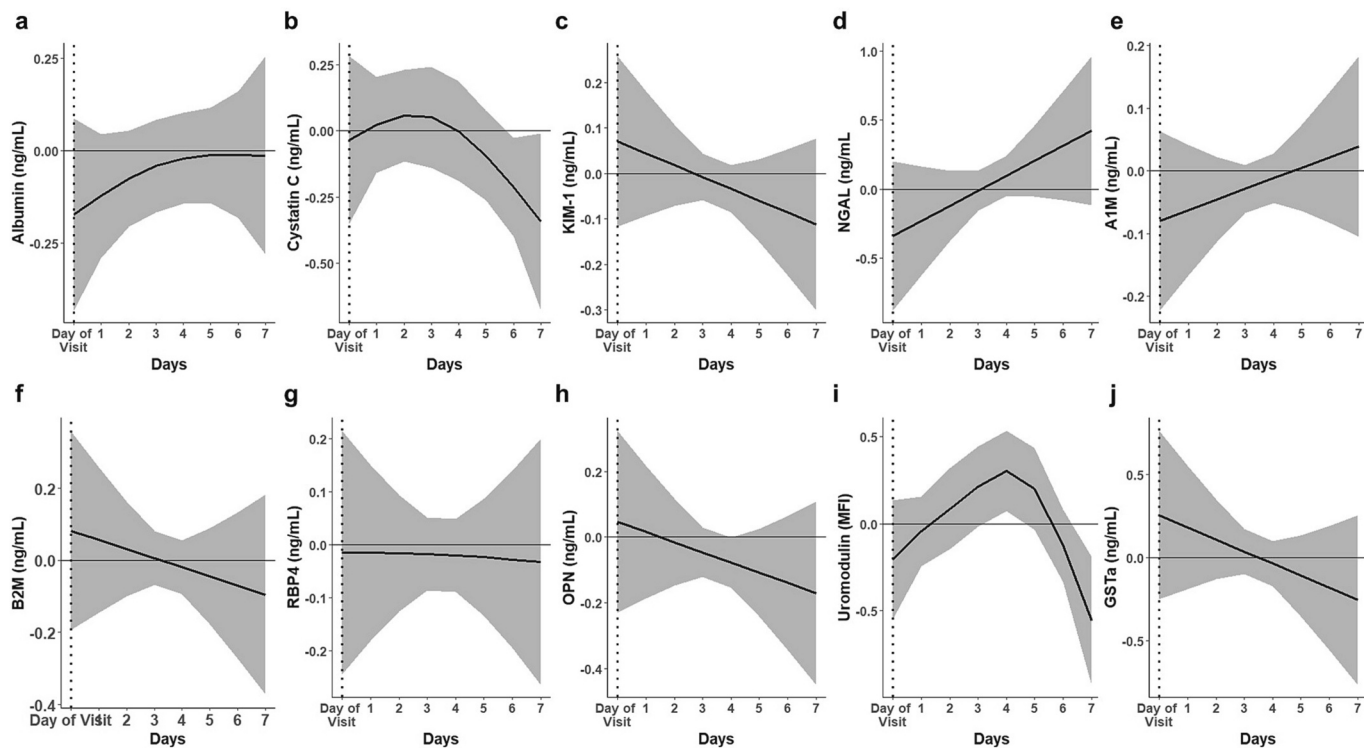 a
0.25
0.00
-0.25
Albumin (ng/mL)
Day of 1 2 3 4 5 6 7
Visit
Days
b
0.25
0.00
-0.25
-0.50
Cystatin C (ng/mL)
Day of 1 2 3 4 5 6 7
Visit
Days
c
0.2
0.1
0.0
-0.1
-0.2
-0.3
KIM-1 (ng/mL)
Day of 1 2 3 4 5 6 7
Visit
Days
d
1.0
0.5
0.0
-0.5
NGAL (ng/mL
Day of 1 2 3 4 5 6 7
Visit
Days
e
0.2
0.1
0.0
-0.1
-0.2
A1M (ng/mL)
Day of 1 2 3 4 5 6 7
Visit
Days
f
0.2
0.0
-0.2
-0.4
B2M (ng/mL)
Day of Visit 2 3 4 5 6 7
Days
g
0.2
0.1
0.0
-0.1
-0.2
RBP4 (ng/mL)
Day of 1 2 3 4 5 6 7
Visit
Days
h
0.2
0.0
-0.2
-0.4
OPN (ng/mL)
Day of 1 2 3 4 5 6 7
Visit
Days
i
0.5
0.0
-0.5
Uromodulin (MFI)
Day of 1 2 3 4 5 6 7
Visit
Days
j
0.5
0.0
-0.5
GSTa (ng/mL)
Day of 1 2 3 4 5 6 7
Visit
Days